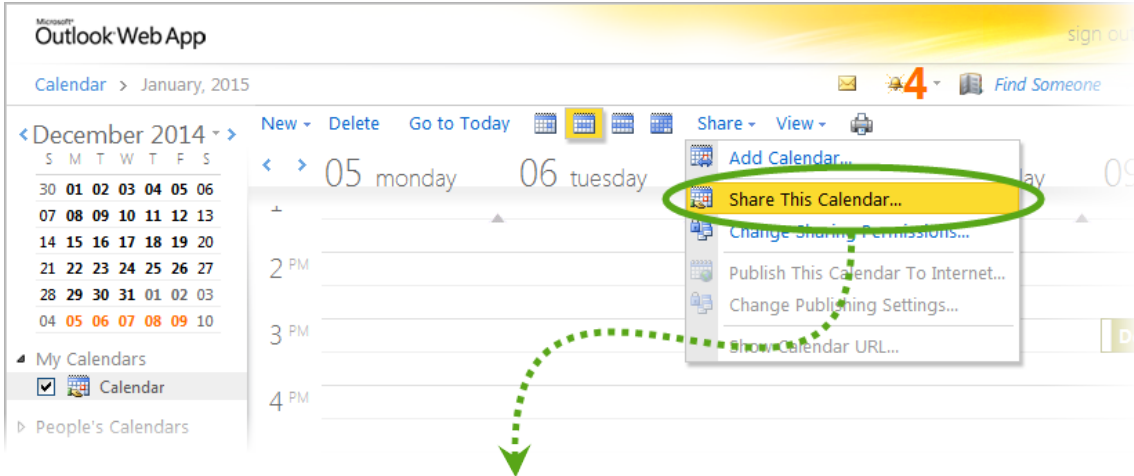 Microsoft®
Outlook Web App
sign out
Calendar > January, 2015
4
Find Someone
December 2014
S M T W T F S
30 01 02 03 04 05 06
07 08 09 10 11 12 13
14 15 16 17 18 19 20
21 22 23 24 25 26 27
28 29 30 31 01 02 03
04 05 06 07 08 09 10
My Calendars
Calendar
People's Calendars
New Delete Go to Today Share View
05 monday 06 tuesday ay 09
2 PM
3 PM
4 PM
Add Calendar...
Share This Calendar...
Change Sharing Permissions...
Publish This Calendar To Internet...
Change Publishing Settings...
Show Calendar URL...
D